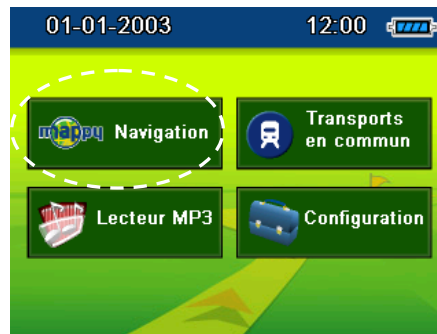 01-01-2003 12:00
mappy Navigation
Transports
en commun
Lecteur MP3
Configuration